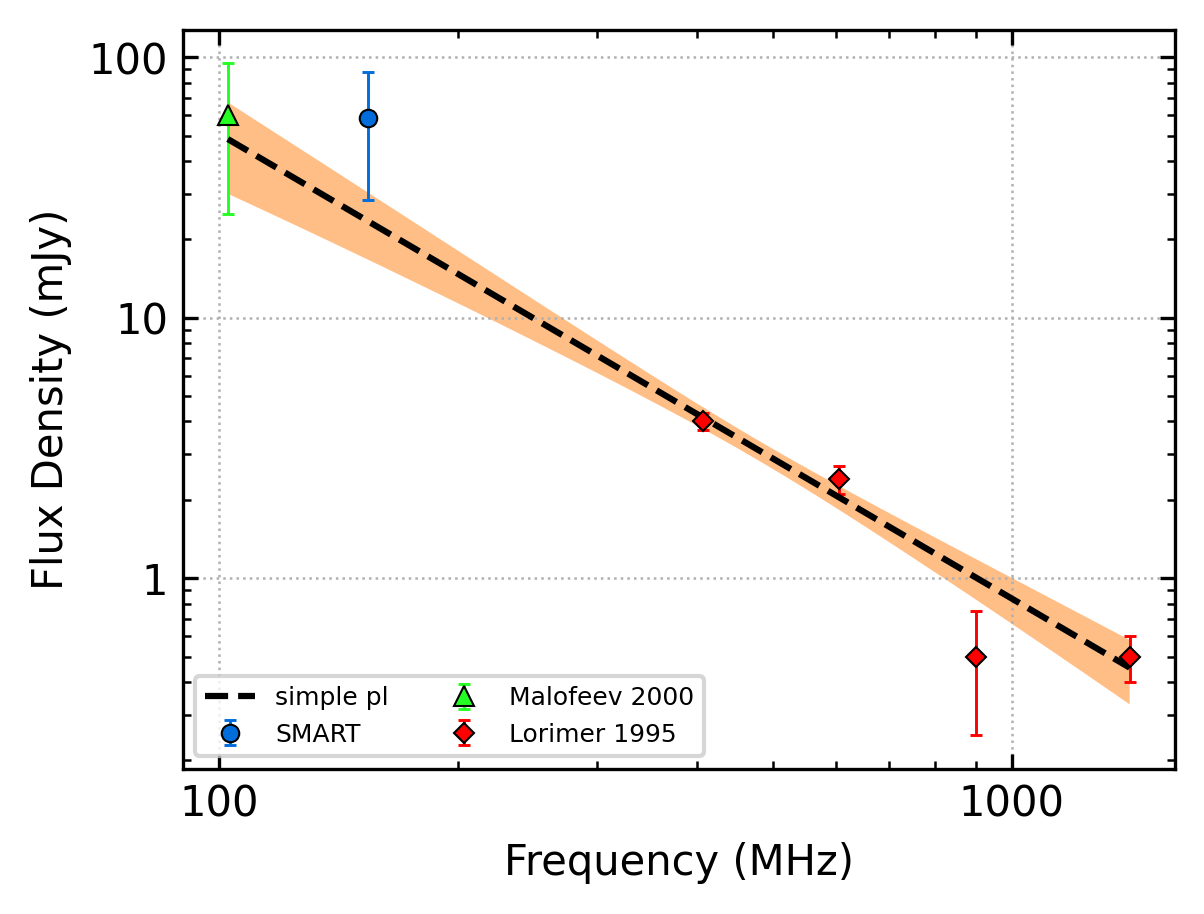 100
10
1
Flux Density (mJy)
simple pl
SMART
Malofeev 2000
Lorimer 1995
100
1000
Frequency (MHz)